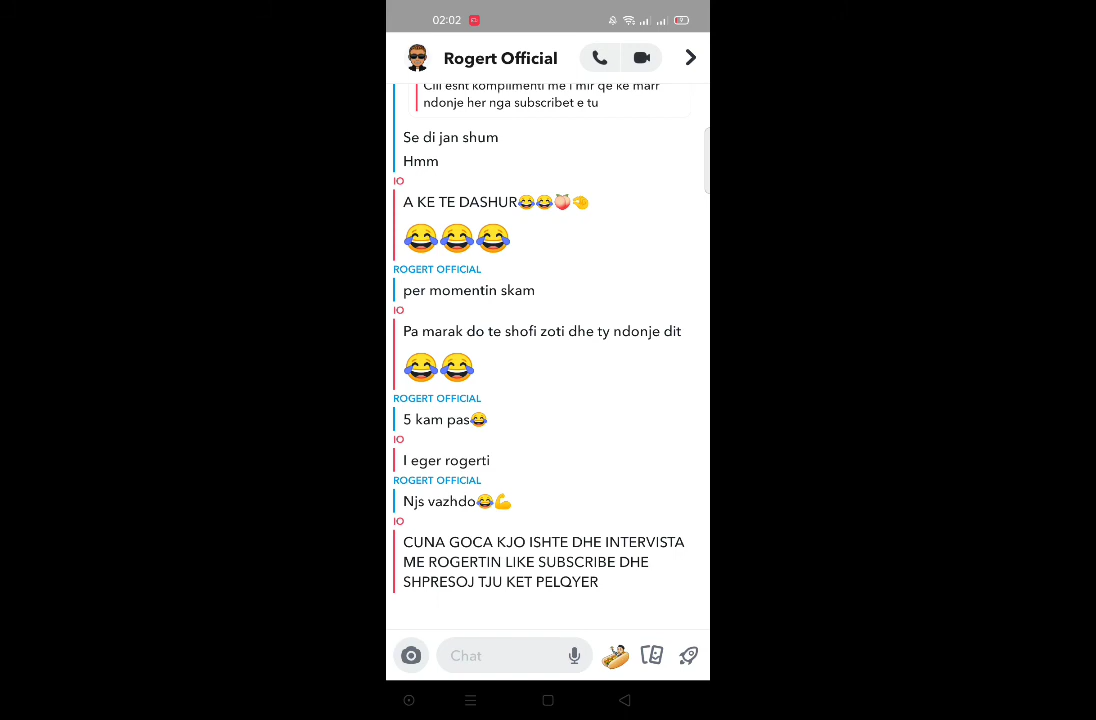 02:02
Rogert Official
Cili esht komplimenti me i mir qe ke marr
ndonje her nga subscribet e tu
Se di jan shum
Hmm
IO
A KE TE DASHUR😂😂🍑🤏
😂😂😂
ROGERT OFFICIAL
per momentin skam
IO
Pa marak do te shofi zoti dhe ty ndonje dit
😂😂
ROGERT OFFICIAL
5 kam pas😂
IO
I eger rogerti
ROGERT OFFICIAL
Njs vazhdo😂💪
IO
CUNA GOCA KJO ISHTE DHE INTERVISTA
ME ROGERTIN LIKE SUBSCRIBE DHE
SHPRESOJ TJU KET PELQYER
Chat